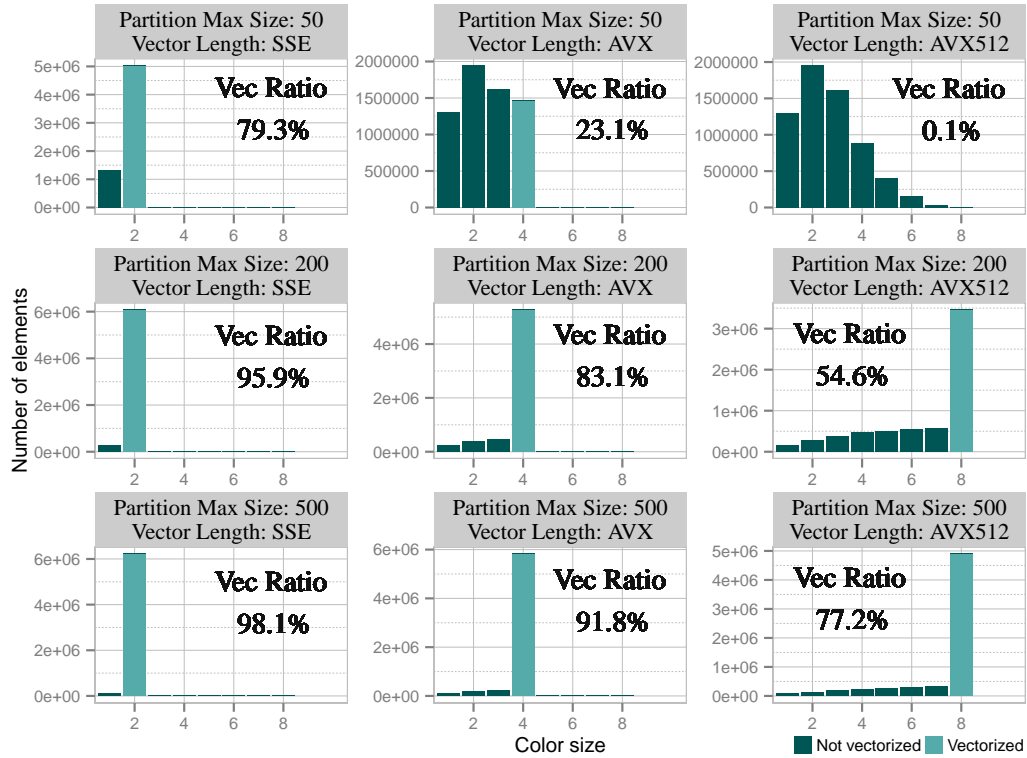 Partition Max Size: 50
Vector Length: SSE
5e+06
4e+06
3e+06
2e+06
1e+06
0e+00
Vec Ratio
79.3%
2 4 6 8
Partition Max Size: 50
Vector Length: AVX
2000000
1500000
1000000
500000
0
Vec Ratio
23.1%
2 4 6 8
Partition Max Size: 50
Vector Length: AVX512
2000000
1500000
1000000
500000
0
Vec Ratio
0.1%
2 4 6 8
Number of elements
Partition Max Size: 200
Vector Length: SSE
6e+06
4e+06
2e+06
0e+00
Vec Ratio
95.9%
2 4 6 8
Partition Max Size: 200
Vector Length: AVX
4e+06
2e+06
0e+00
Vec Ratio
83.1%
2 4 6 8
Partition Max Size: 200
Vector Length: AVX512
3e+06
2e+06
1e+06
0e+00
Vec Ratio
54.6%
2 4 6 8
Partition Max Size: 500
Vector Length: SSE
6e+06
4e+06
2e+06
0e+00
Vec Ratio
98.1%
2 4 6 8
Partition Max Size: 500
Vector Length: AVX
6e+06
4e+06
2e+06
0e+00
Vec Ratio
91.8%
2 4 6 8
Partition Max Size: 500
Vector Length: AVX512
5e+06
4e+06
3e+06
2e+06
1e+06
0e+00
Vec Ratio
77.2%
2 4 6 8
Color size
Not vectorized Vectorized